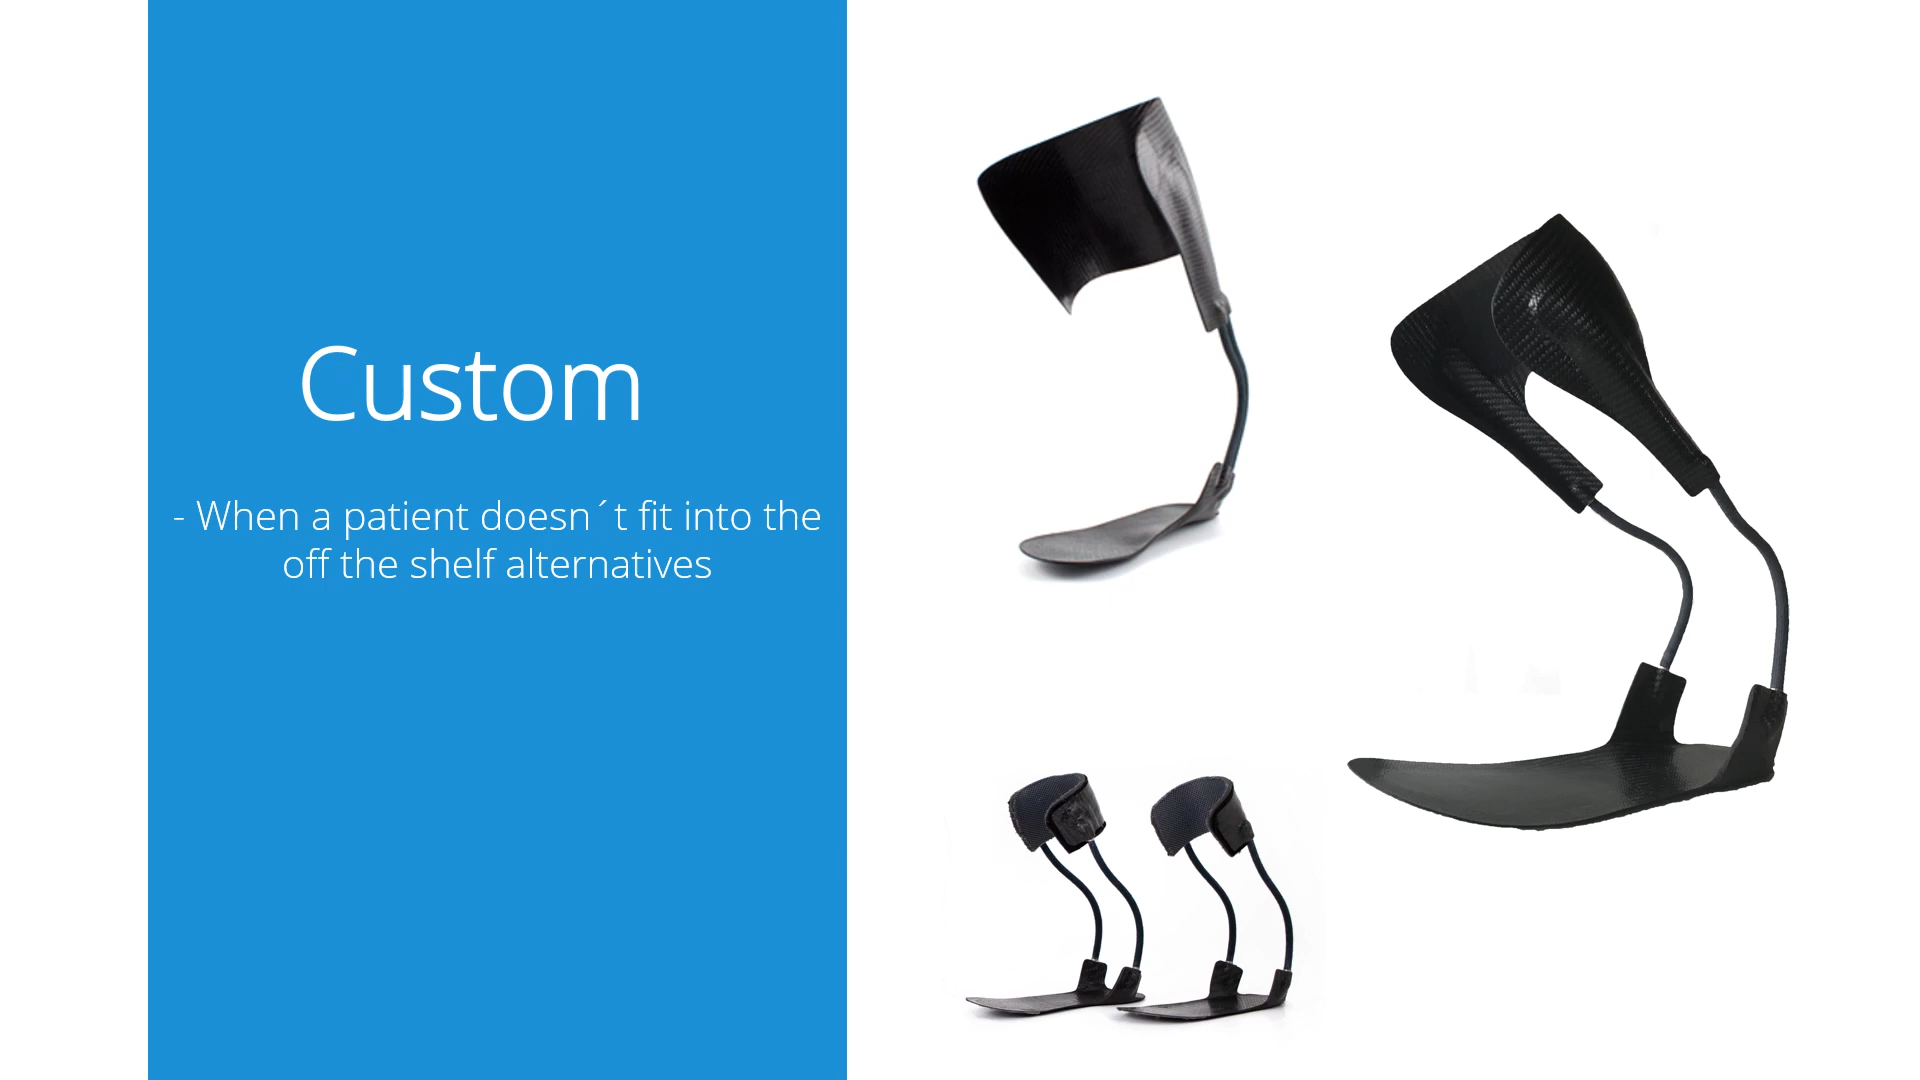 Custom
- When a patient doesn´t fit into the
off the shelf alternatives